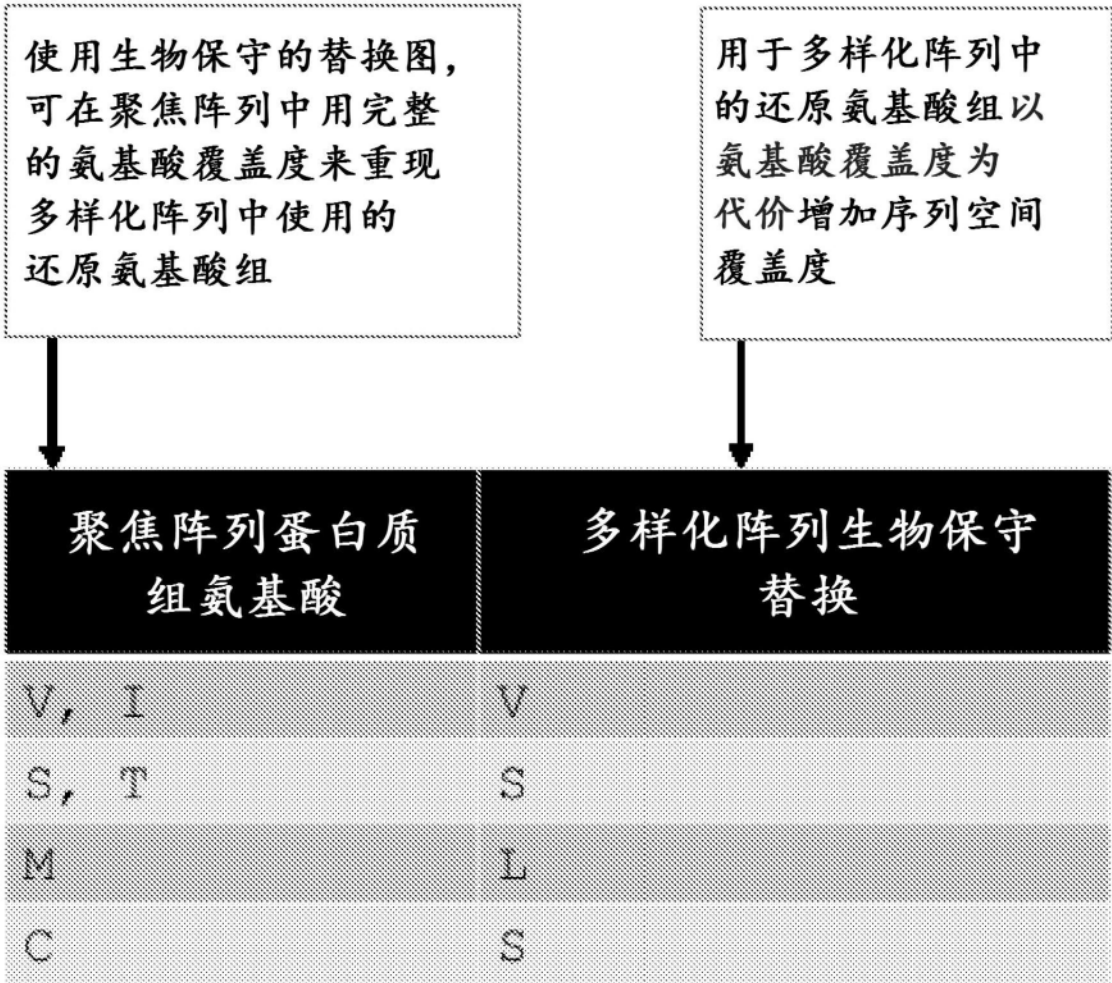 使用生物保守的替换图，
可在聚焦阵列中用完整
的氨基酸覆盖度来重现
多样化阵列中使用的
还原氨基酸组
用于多样化阵列中
的还原氨基酸组以
氨基酸覆盖度为
代价增加序列空间
覆盖度
聚焦阵列蛋白质
组氨基酸
多样化阵列生物保守
替换
V, I
V
S, T
S
M
L
C
S